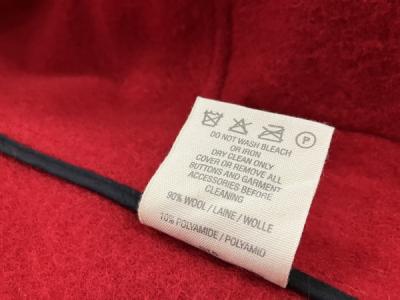 P
DO NOT WASH BLEACH
OR IRON
DRY CLEAN ONLY
COVER OR REMOVE ALL
BUTTONS AND GARMENT
ACCESSORIES BEFORE
CLEANING
90% WOOL / LAINE / WOLLE
10% POLYAMIDE / POLYAMID